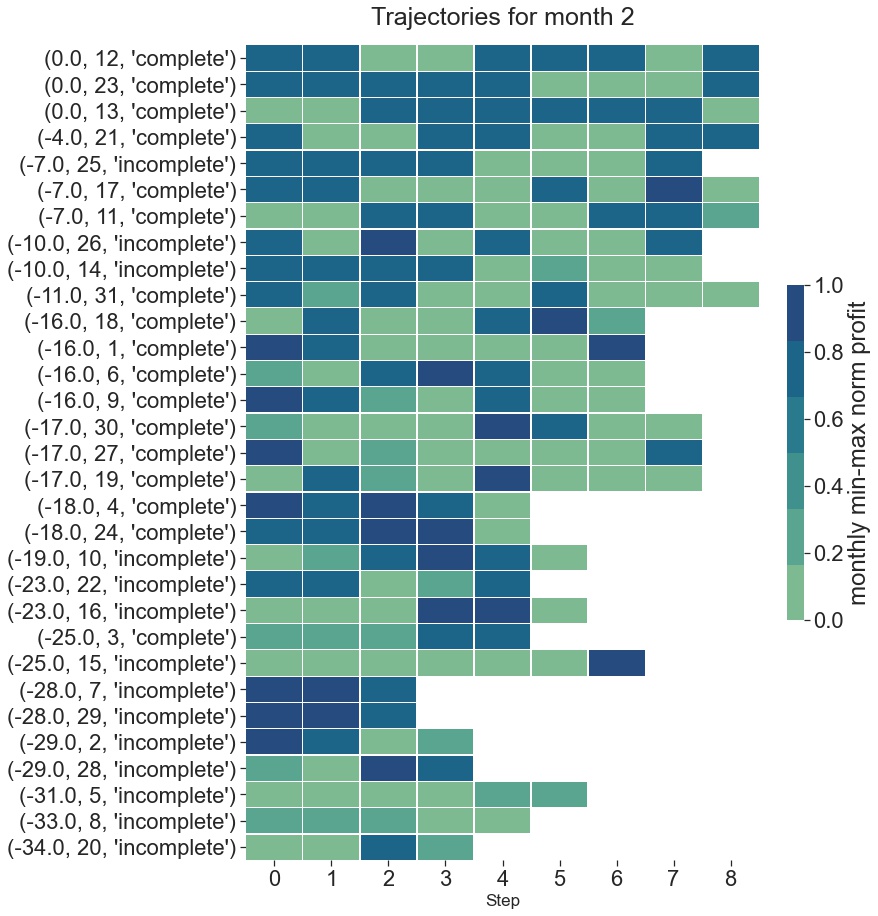 Trajectories for month 2
(0.0, 12, 'complete')
(0.0, 23, 'complete')
(0.0, 13, 'complete')
(-4.0, 21, 'complete')
(-7.0, 25, 'incomplete')
(-7.0, 17, 'complete')
(-7.0, 11, 'complete')
(-10.0, 26, 'incomplete')
(-10.0, 14, 'incomplete')
(-11.0, 31, 'complete')
(-16.0, 18, 'complete')
(-16.0, 1, 'complete')
(-16.0, 6, 'complete')
(-16.0, 9, 'complete')
(-17.0, 30, 'complete')
(-17.0, 27, 'complete')
(-17.0, 19, 'complete')
(-18.0, 4, 'complete')
(-18.0, 24, 'complete')
(-19.0, 10, 'incomplete')
(-23.0, 22, 'incomplete')
(-23.0, 16, 'incomplete')
(-25.0, 3, 'complete')
(-25.0, 15, 'incomplete')
(-28.0, 7, 'incomplete')
(-28.0, 29, 'incomplete')
(-29.0, 2, 'incomplete')
(-29.0, 28, 'incomplete')
(-31.0, 5, 'incomplete')
(-33.0, 8, 'incomplete')
(-34.0, 20, 'incomplete')
0 1 2 3 4 5 6 7 8
Step
1.0
0.8
0.6
0.4
0.2
0.0
monthly min-max norm profit